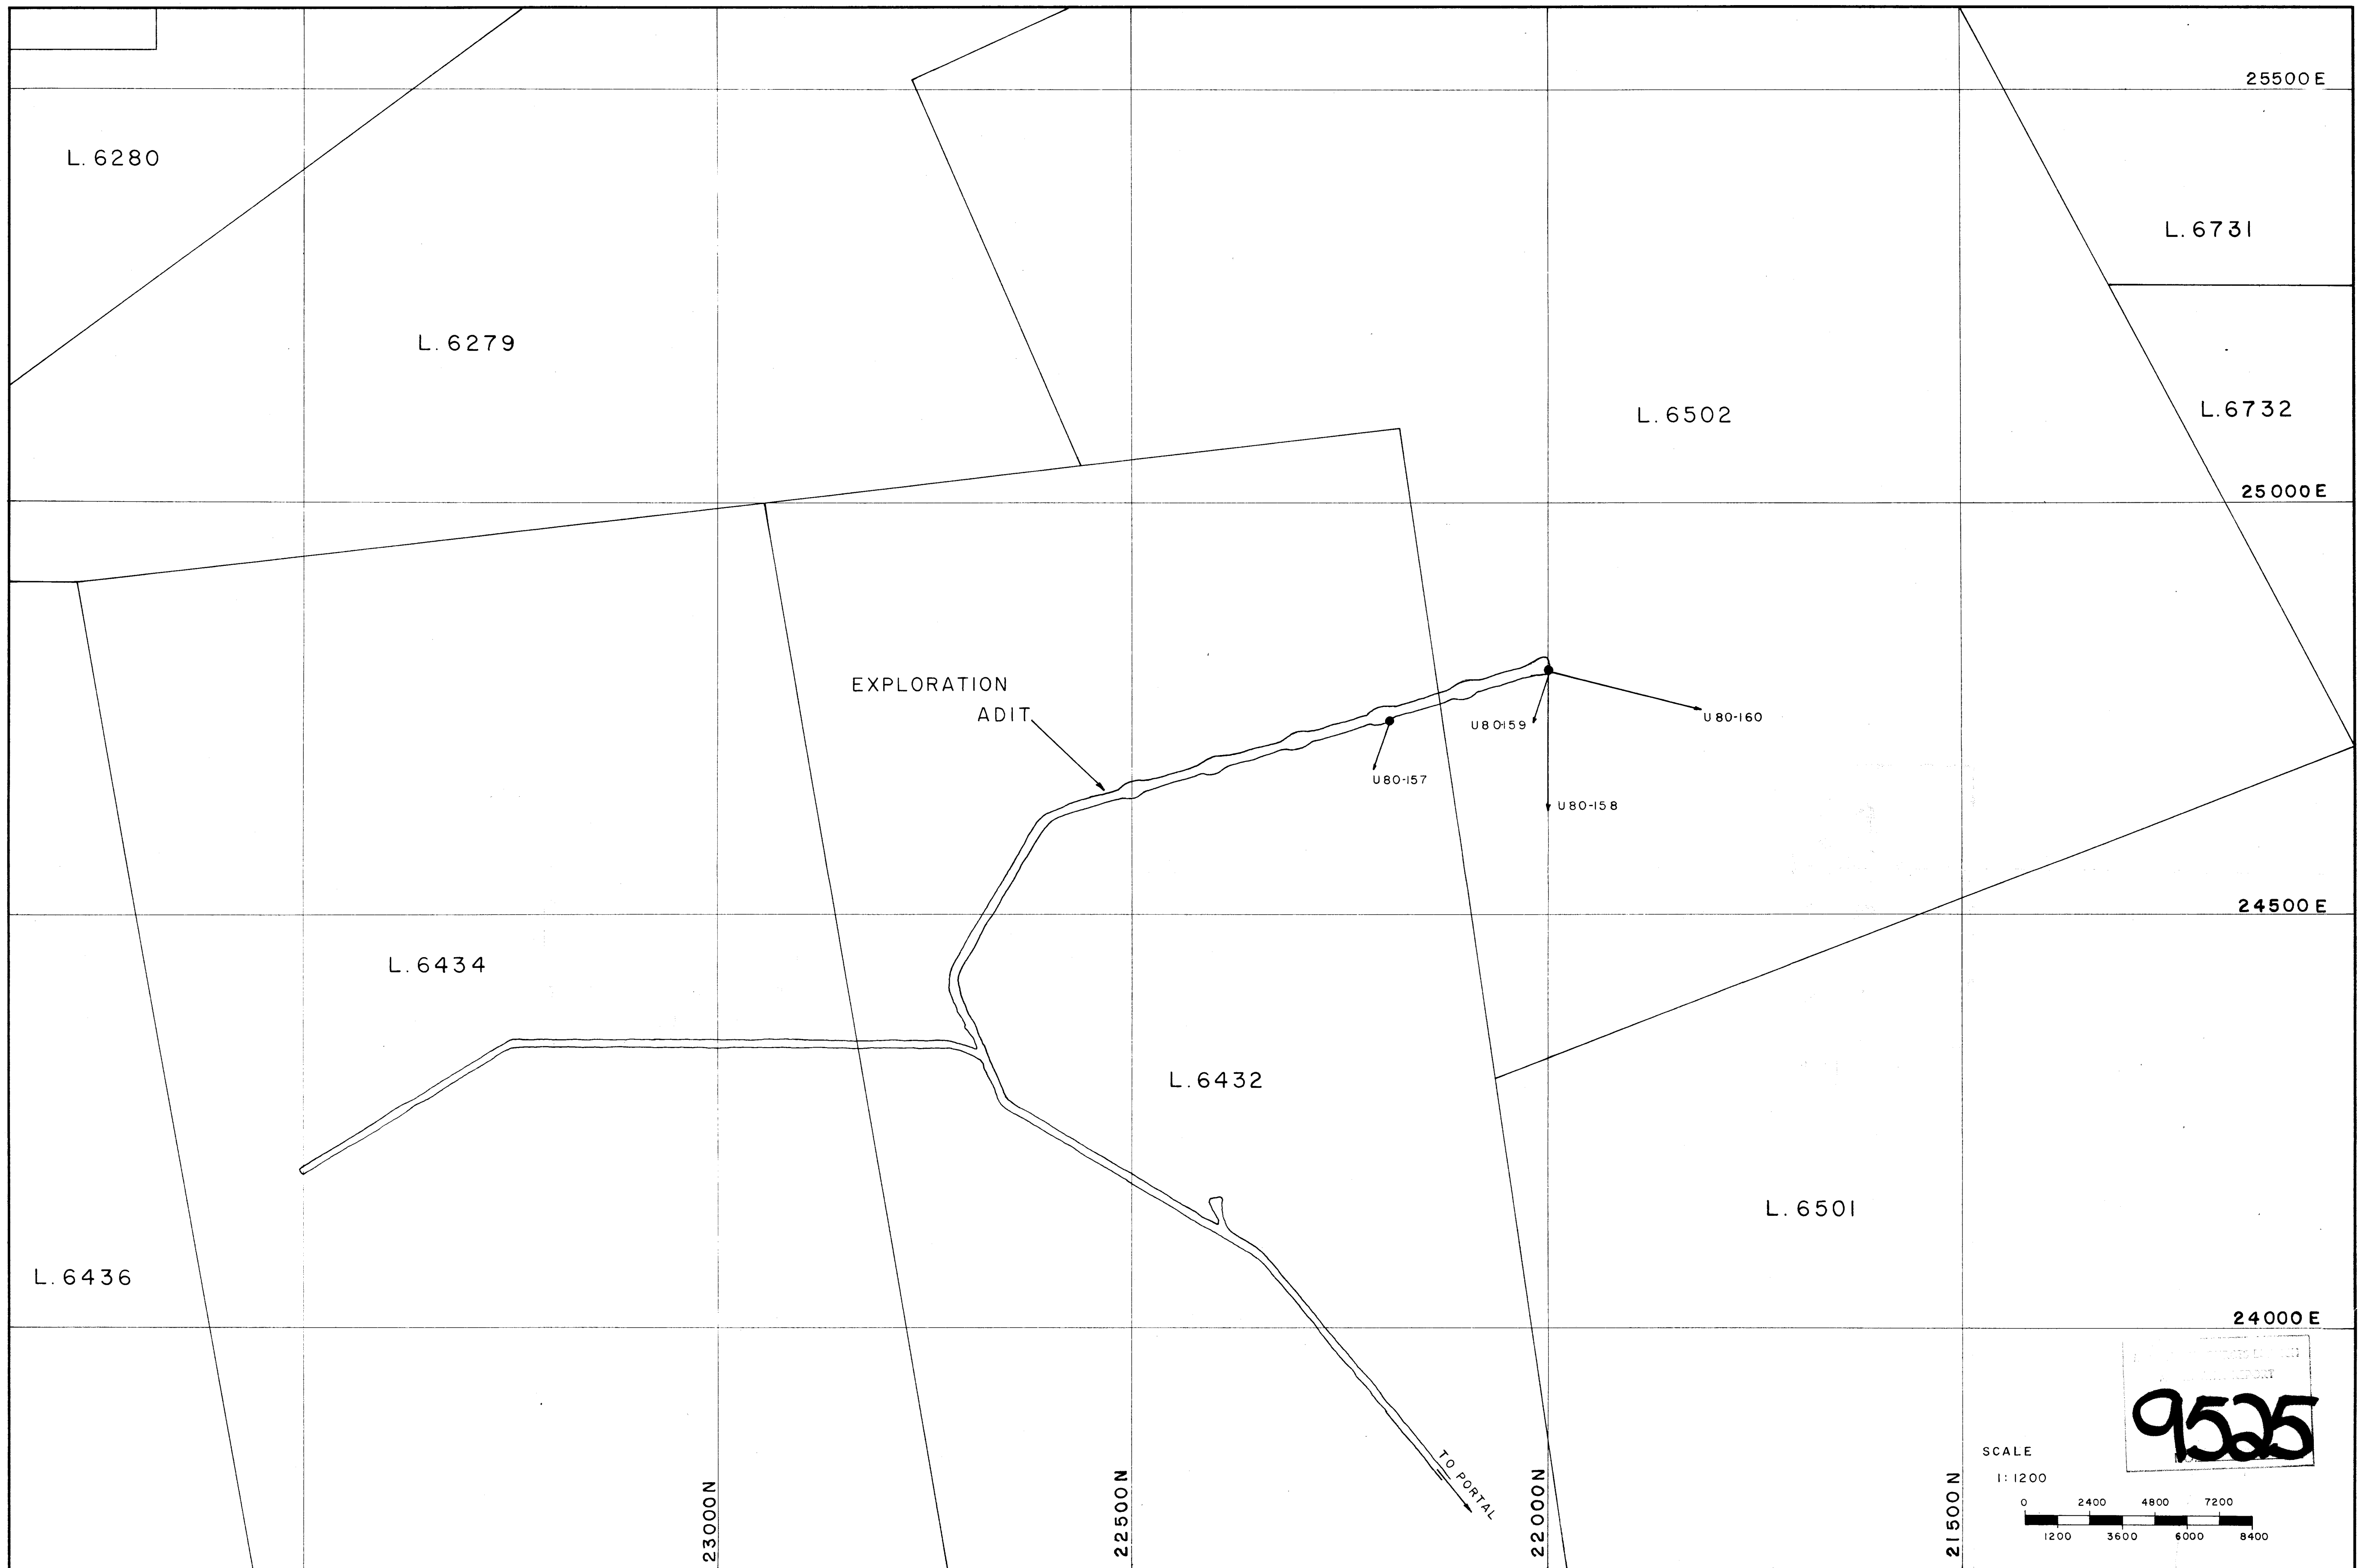 25500E
L.6280
L.6731
L.6279
L.6732
L.6502
25000E
EXPLORATION
ADIT
U80-160
U80-159
U80-157
U80-158
24500E
L.6434
L.6432
L.6501
L.6436
24000E
9525
TO PORTAL
23000N
22500N
22000N
21500N
SCALE
1:1200
0 2400 4800 7200
1200 3600 6000 8400